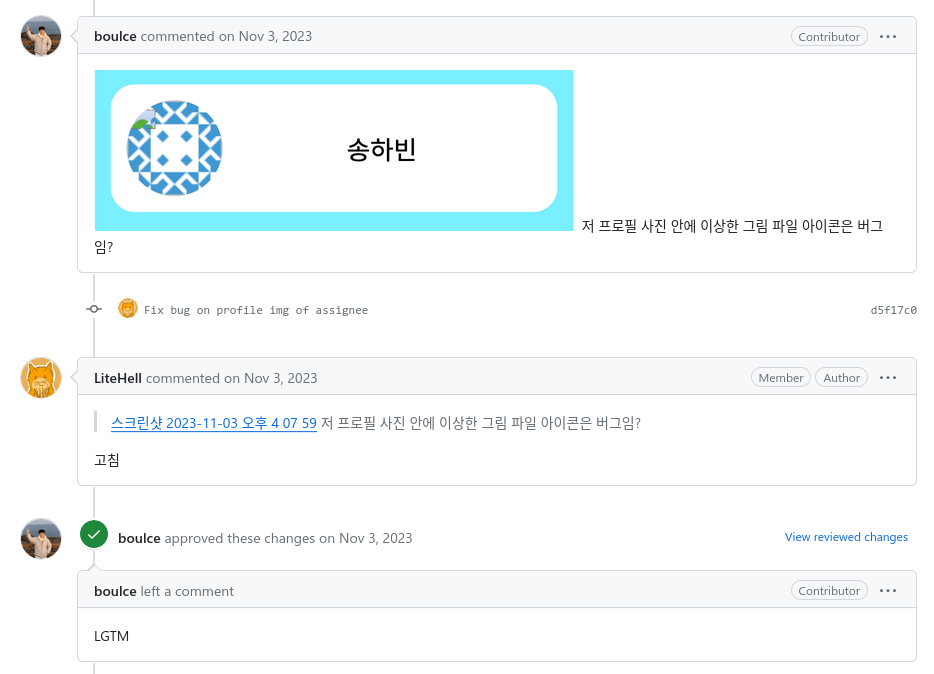 boulce commented on Nov 3, 2023
Contributor
송하빈
저 프로필 사진 안에 이상한 그림 파일 아이콘은 버그
임?
Fix bug on profile img of assignee
d5f17c0
LiteHell commented on Nov 3, 2023
Member
Author
스크린샷 2023-11-03 오후 4 07 59 저 프로필 사진 안에 이상한 그림 파일 아이콘은 버그임?
고침
boulce approved these changes on Nov 3, 2023
View reviewed changes
boulce left a comment
Contributor
LGTM